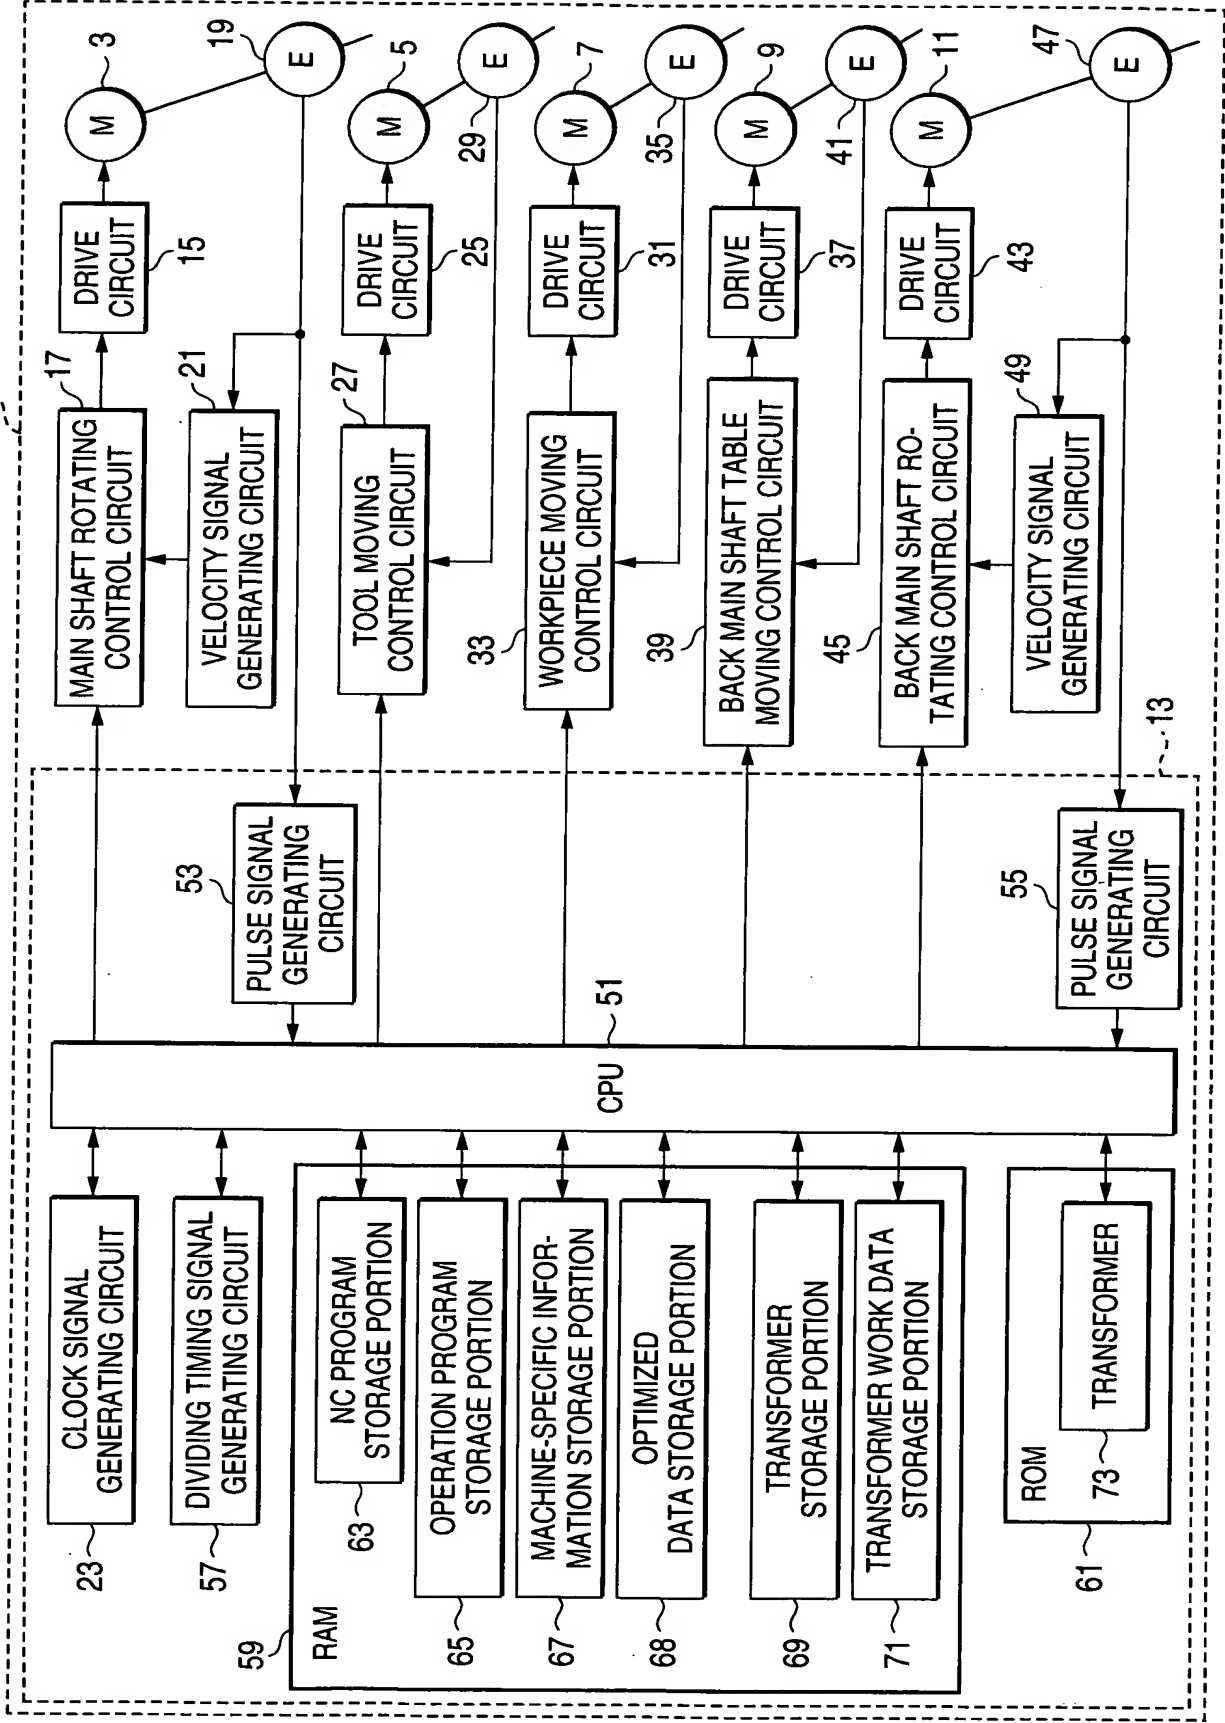 23
CLOCK SIGNAL
GENERATING CIRCUIT
57
DIVIDING TIMING SIGNAL
GENERATING CIRCUIT
59
RAM
63
NC PROGRAM
STORAGE PORTION
65
OPERATION PROGRAM
STORAGE PORTION
67
MACHINE-SPECIFIC INFOR-
MATION STORAGE PORTION
68
OPTIMIZED
DATA STORAGE PORTION
69
TRANSFORMER
STORAGE PORTION
71
TRANSFORMER WORK DATA
STORAGE PORTION
61
ROM
73
TRANSFORMER
CPU
51
53
PULSE SIGNAL
GENERATING
CIRCUIT
55
PULSE SIGNAL
GENERATING
CIRCUIT
13
17
MAIN SHAFT ROTATING
CONTROL CIRCUIT
DRIVE
CIRCUIT
15
M
3
19
E
21
VELOCITY SIGNAL
GENERATING CIRCUIT
27
TOOL MOVING
CONTROL CIRCUIT
DRIVE
CIRCUIT
25
M
5
E
29
33
WORKPIECE MOVING
CONTROL CIRCUIT
DRIVE
CIRCUIT
31
M
7
E
35
39
BACK MAIN SHAFT TABLE
MOVING CONTROL CIRCUIT
DRIVE
CIRCUIT
37
M
9
E
41
45
BACK MAIN SHAFT RO-
TATING CONTROL CIRCUIT
DRIVE
CIRCUIT
43
M
11
47
E
49
VELOCITY SIGNAL
GENERATING CIRCUIT